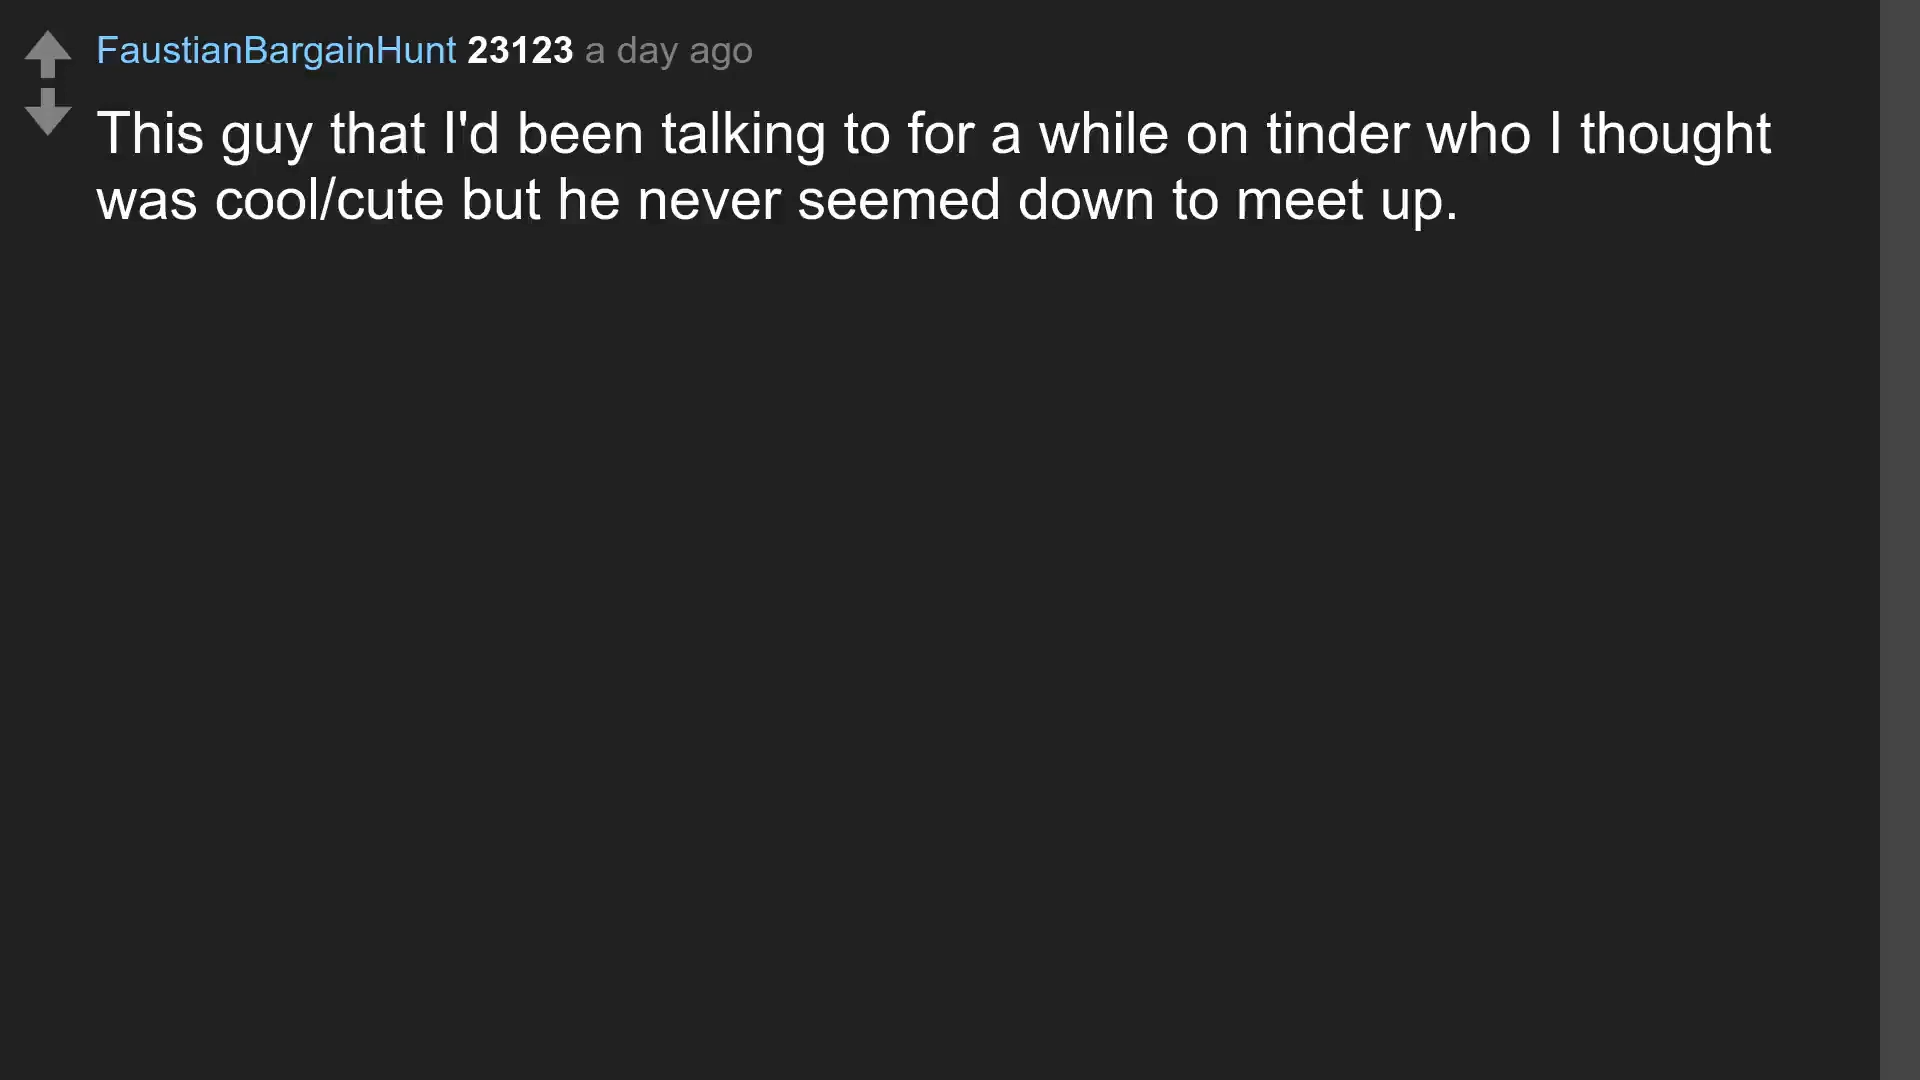 FaustianBargainHunt 23123 a day ago
This guy that I'd been talking to for a while on tinder who I thought
was cool/cute but he never seemed down to meet up.